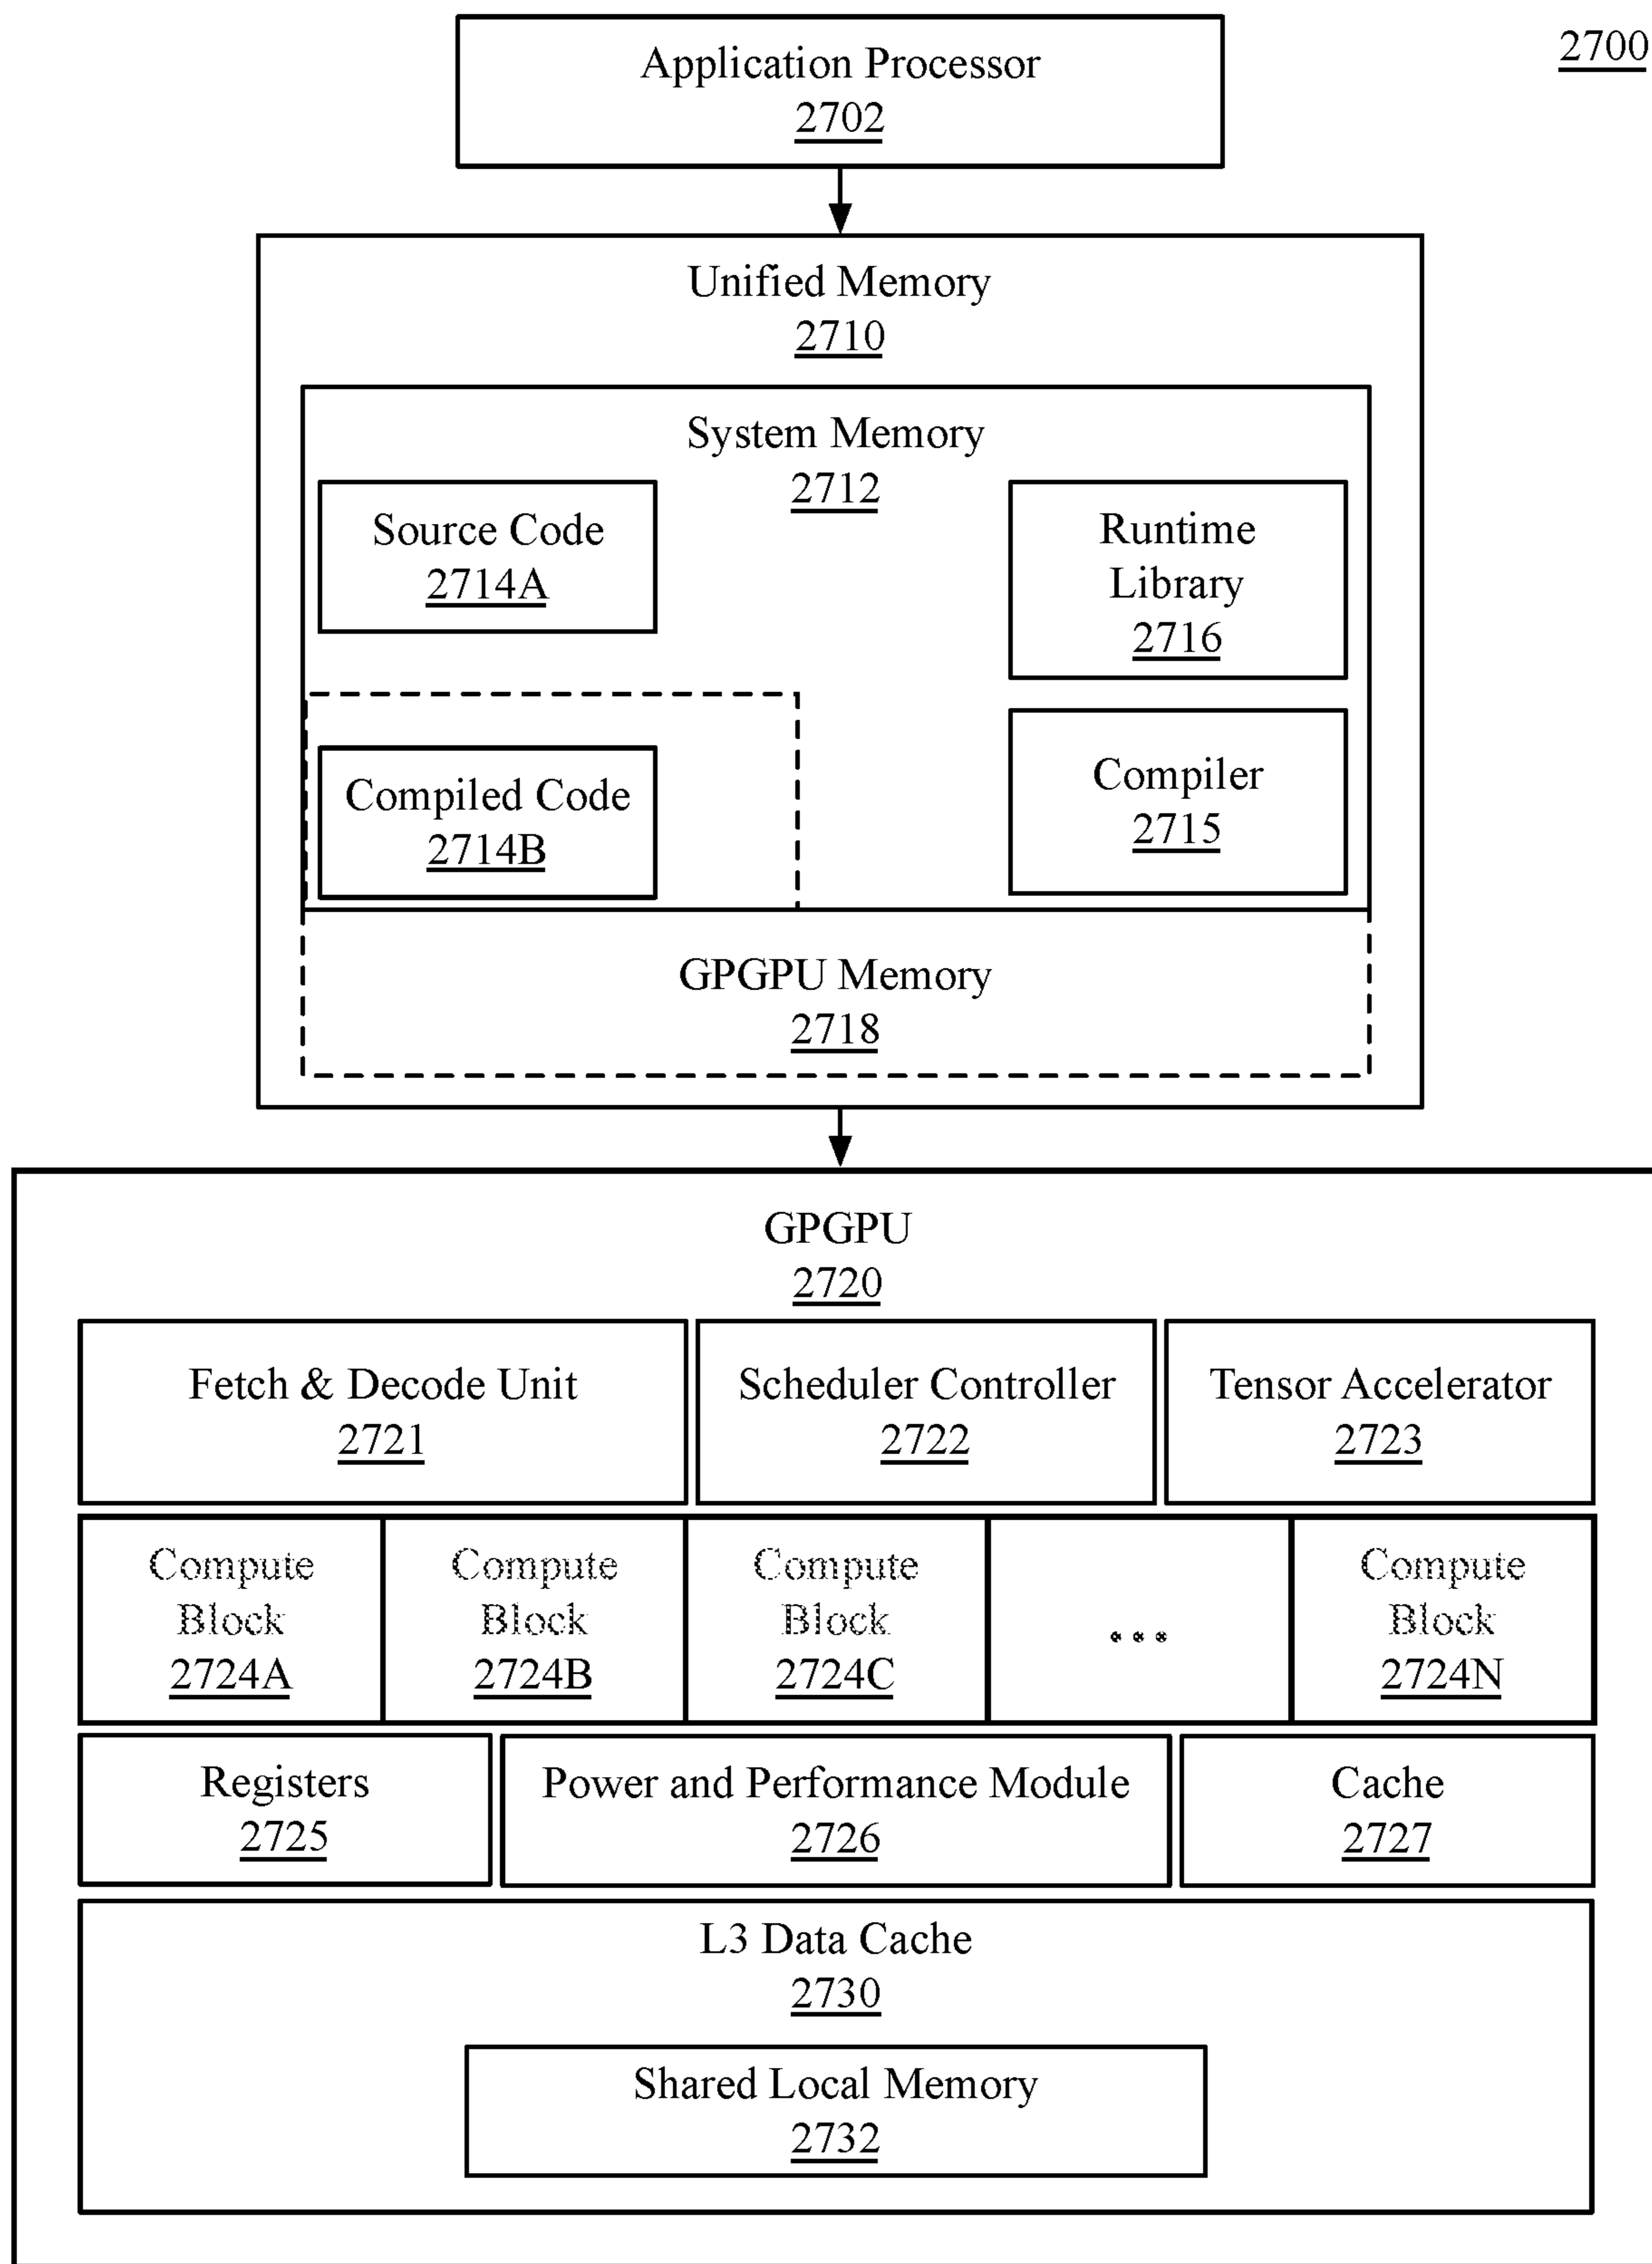 2700
Application Processor
2702
Unified Memory
2710
System Memory
2712
Source Code
2714A
Runtime
Library
2716
Compiled Code
2714B
Compiler
2715
GPGPU Memory
2718
GPGPU
2720
Fetch & Decode Unit
2721
Scheduler Controller
2722
Tensor Accelerator
2723
Compute
Block
2724A
Compute
Block
2724B
Compute
Block
2724C
...
Compute
Block
2724N
Registers
2725
Power and Performance Module
2726
Cache
2727
L3 Data Cache
2730
Shared Local Memory
2732